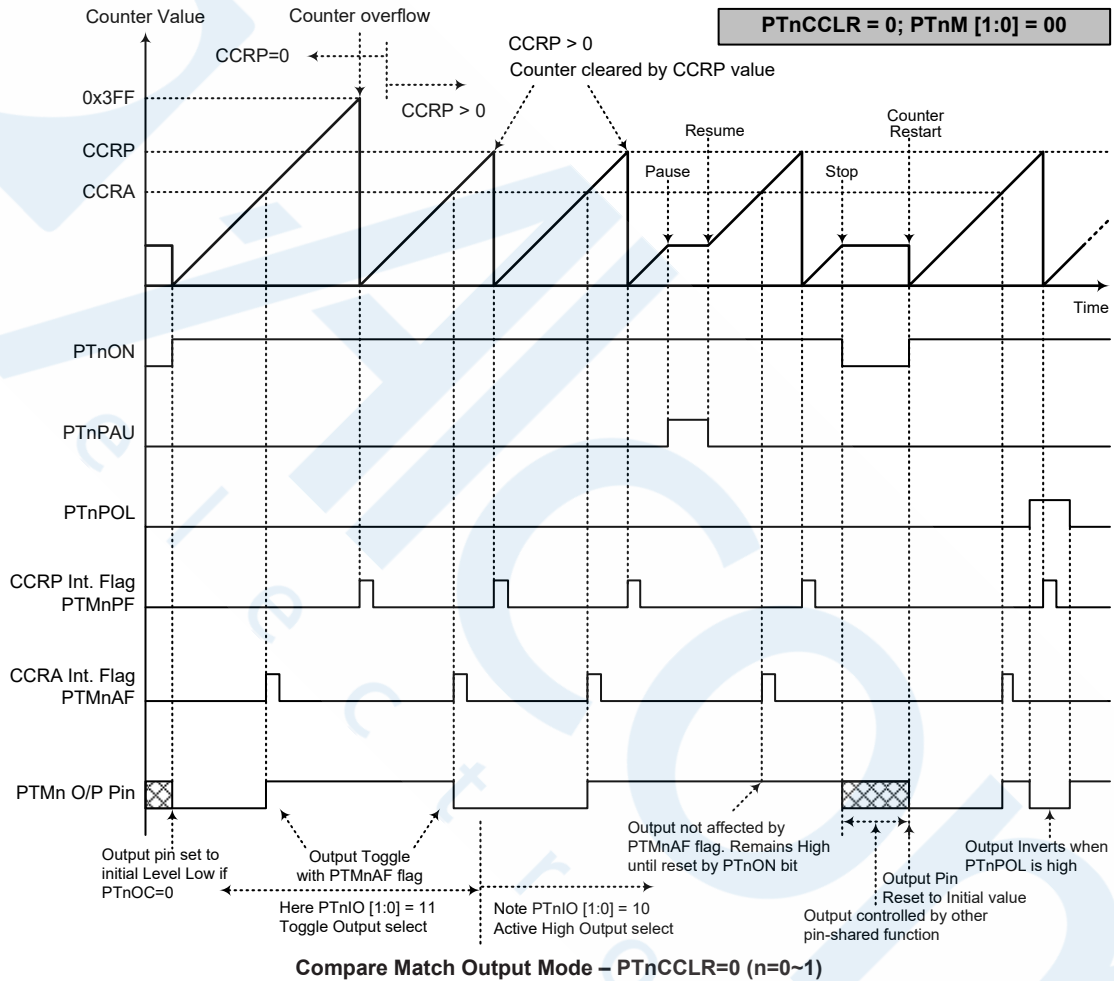 Counter Value
Counter overflow
PTnCCLR = 0; PTnM [1:0] = 00
CCRP=0
CCRP > 0
CCRP > 0
Counter cleared by CCRP value
0x3FF
CCRP
CCRA
Pause
Resume
Stop
Counter
Restart
Time
PTnON
PTnPAU
PTnPOL
CCRP Int. Flag
PTMnPF
CCRA Int. Flag
PTMnAF
PTMn O/P Pin
Output pin set to
initial Level Low if
PTnOC=0
Output Toggle
with PTMnAF flag
Here PTnIO [1:0] = 11
Toggle Output select
Note PTnIO [1:0] = 10
Active High Output select
Output not affected by
PTMnAF flag. Remains High
until reset by PTnON bit
Output Pin
Reset to Initial value
Output controlled by other
pin-shared function
Output Inverts when
PTnPOL is high
Compare Match Output Mode – PTnCCLR=0 (n=0~1)